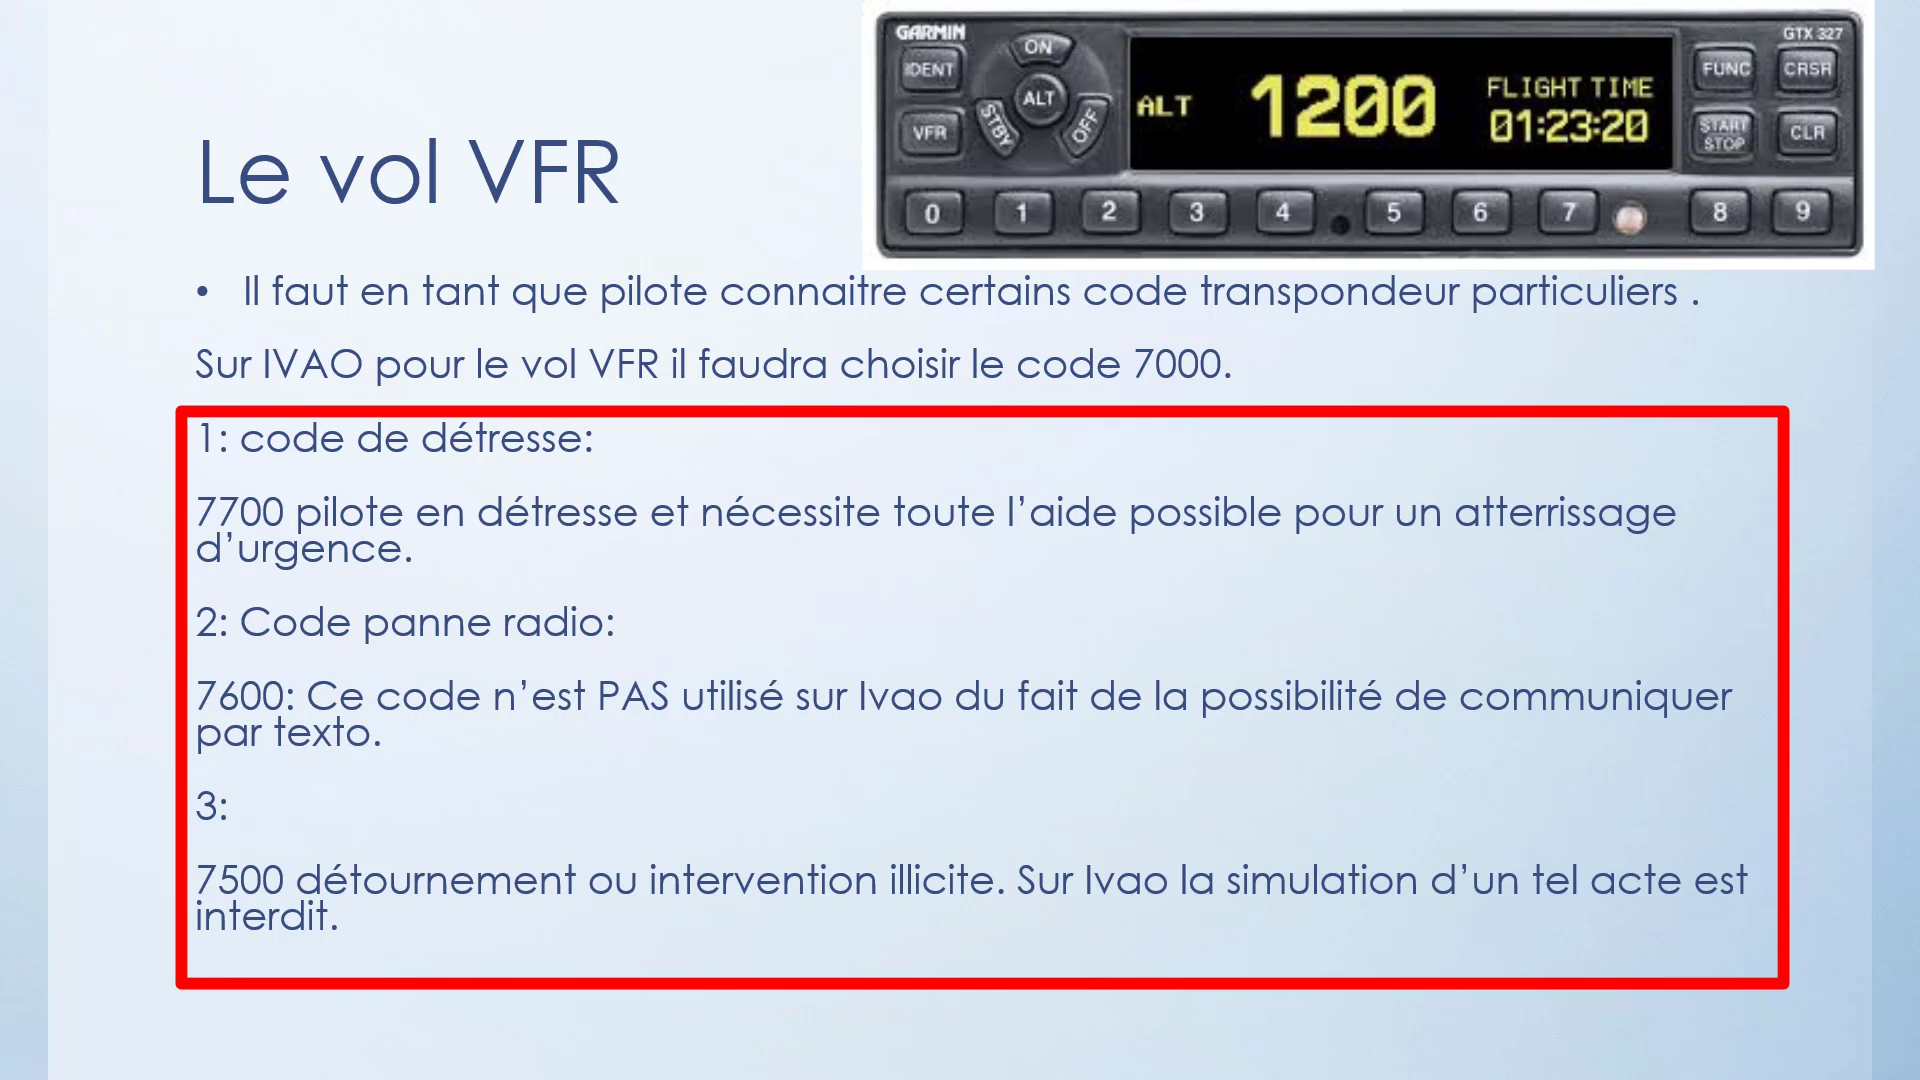 GARMIN
GTX 327
IDENT
ON
ALT
STBY
OFF
VFR
ALT
1200
FLIGHT TIME
01:23:20
FUNC
CRSR
START
STOP
CLR
0 1 2 3 4 5 6 7 8 9
Le vol VFR
• Il faut en tant que pilote connaitre certains code transpondeur particuliers .
Sur IVAO pour le vol VFR il faudra choisir le code 7000.
1: code de détresse:
7700 pilote en détresse et nécessite toute l’aide possible pour un atterrissage
d’urgence.
2: Code panne radio:
7600: Ce code n’est PAS utilisé sur Ivao du fait de la possibilité de communiquer
par texto.
3:
7500 détournement ou intervention illicite. Sur Ivao la simulation d’un tel acte est
interdit.